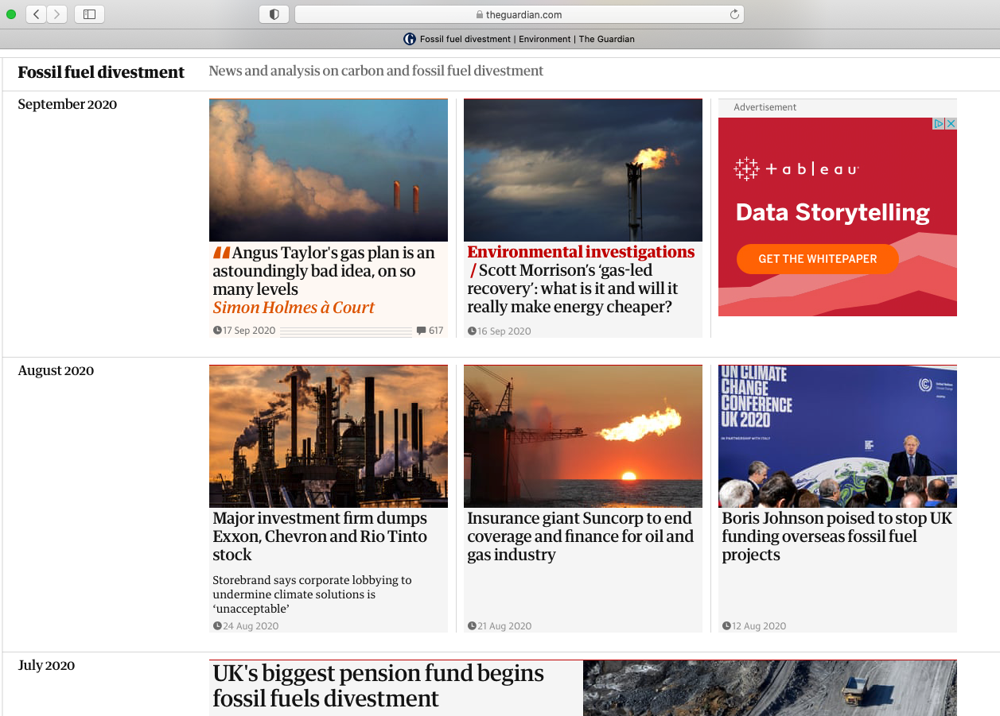 theguardian.com
Fossil fuel divestment | Environment | The Guardian
Fossil fuel divestment
News and analysis on carbon and fossil fuel divestment
September 2020
Angus Taylor's gas plan is an
astoundingly bad idea, on so
many levels
Simon Holmes à Court
17 Sep 2020
617
Environmental investigations
/ Scott Morrison’s ‘gas-led
recovery’: what is it and will it
really make energy cheaper?
16 Sep 2020
Advertisement
+ableau
Data Storytelling
GET THE WHITEPAPER
August 2020
Major investment firm dumps
Exxon, Chevron and Rio Tinto
stock
Storebrand says corporate lobbying to
undermine climate solutions is
‘unacceptable’
24 Aug 2020
Insurance giant Suncorp to end
coverage and finance for oil and
gas industry
21 Aug 2020
UN CLIMATE
CHANGE
CONFERENCE
UK 2020
IN PARTNERSHIP WITH ITALY
Boris Johnson poised to stop UK
funding overseas fossil fuel
projects
12 Aug 2020
July 2020
UK's biggest pension fund begins
fossil fuels divestment